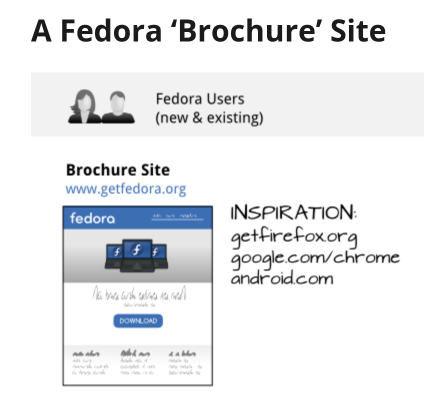 A Fedora ‘Brochure’ Site
Fedora Users
(new & existing)
Brochure Site
www.getfedora.org
fedora
DOWNLOAD
INSPIRATION:
getfirefox.org
google.com/chrome
android.com